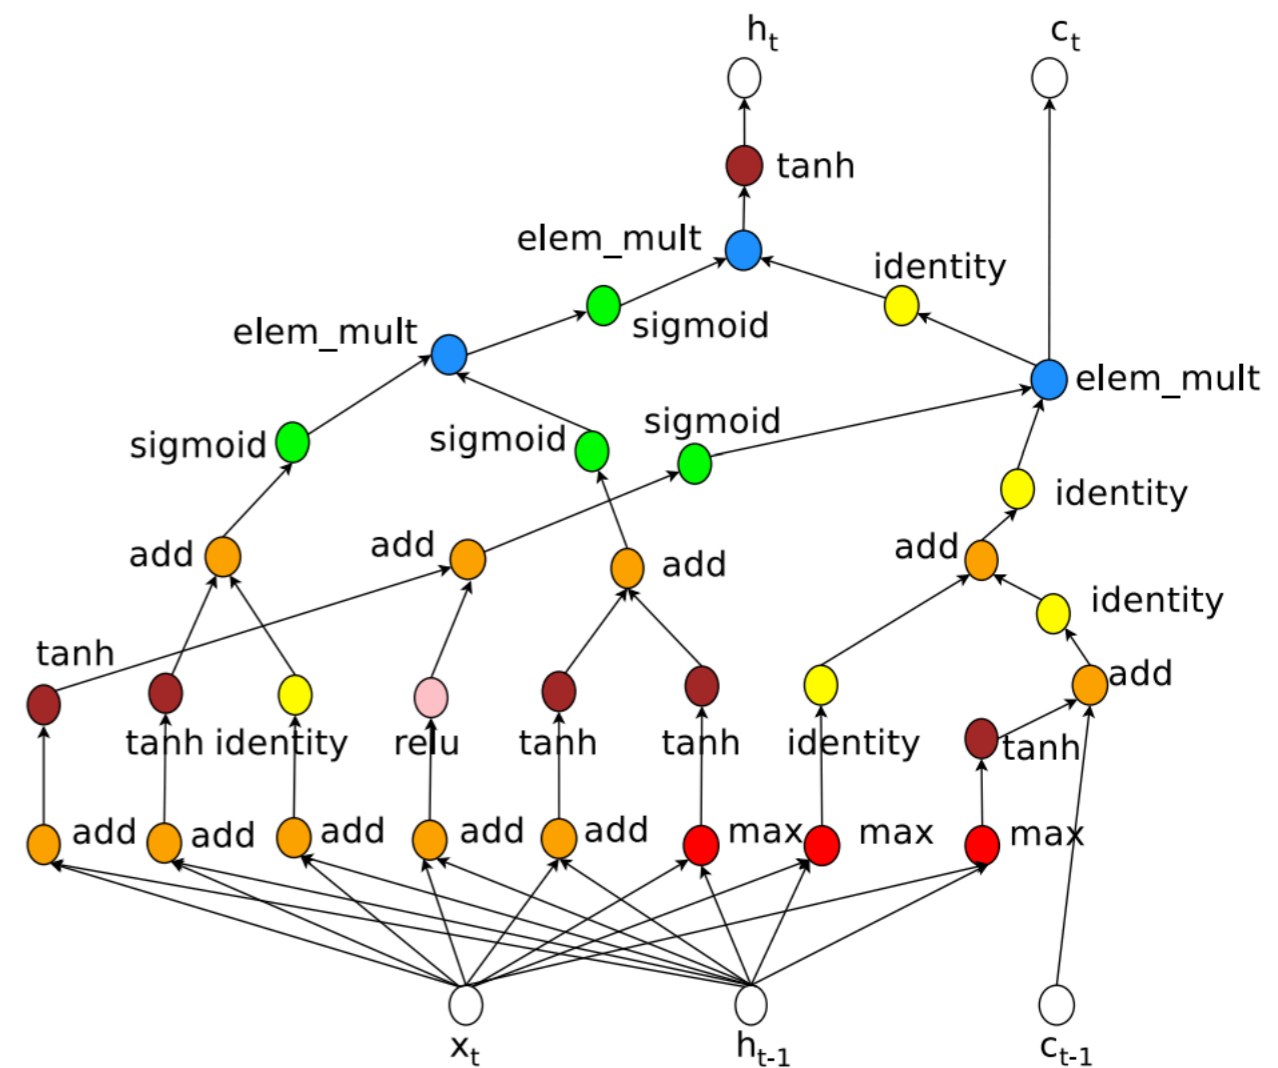 h_t c_t
tanh
elem_mult
identity
sigmoid
elem_mult
elem_mult
sigmoid
sigmoid
sigmoid
identity
add
add
add
add
identity
tanh
add
tanh identity relu tanh tanh identity tanh
add add add add add max max max
x_t h_t-1 c_t-1